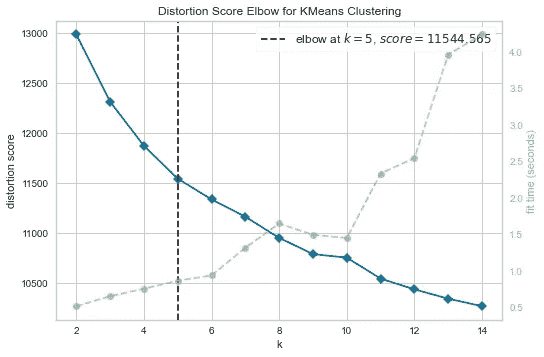 Distortion Score Elbow for KMeans Clustering
elbow at k = 5, score = 11544.565
13000
12500
12000
11500
11000
10500
distortion score
4.0
3.5
3.0
2.5
2.0
1.5
1.0
0.5
fit time (seconds)
2 4 6 8 10 12 14
k